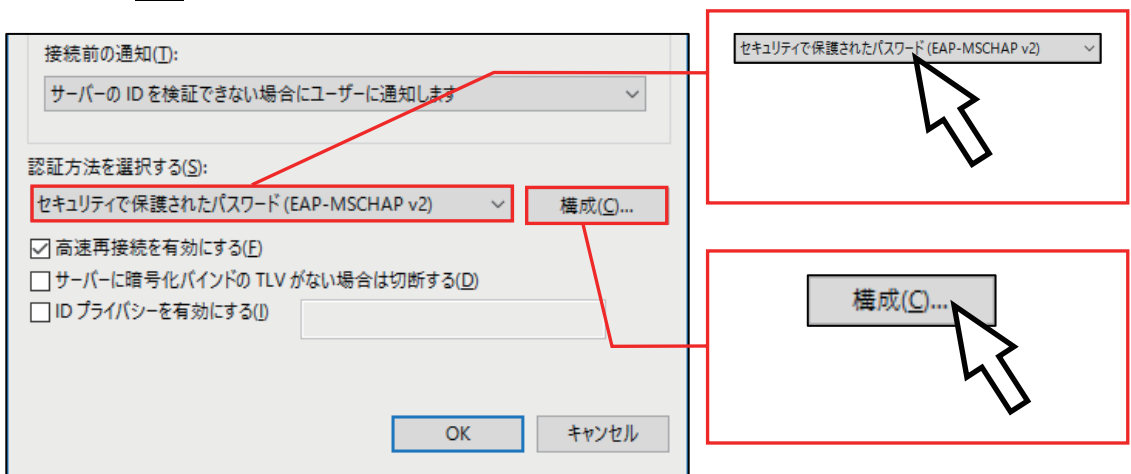 接続前の通知(T):
サーバーの ID を検証できない場合にユーザーに通知します
認証方法を選択する(S):
セキュリティで保護されたパスワード (EAP-MSCHAP v2)
構成(C)...
高速再接続を有効にする(F)
サーバーに暗号化バインドの TLV がない場合は切断する(D)
ID プライバシーを有効にする(I)
OK
キャンセル
セキュリティで保護されたパスワード (EAP-MSCHAP v2)
構成(C)...